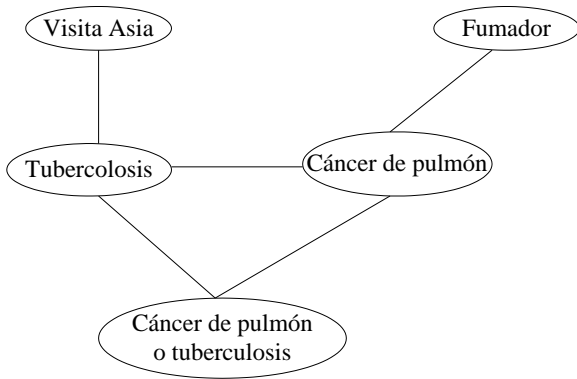 Visita Asia
Fumador
Tubercolosis
Cáncer de pulmón
Cáncer de pulmón
o tuberculosis